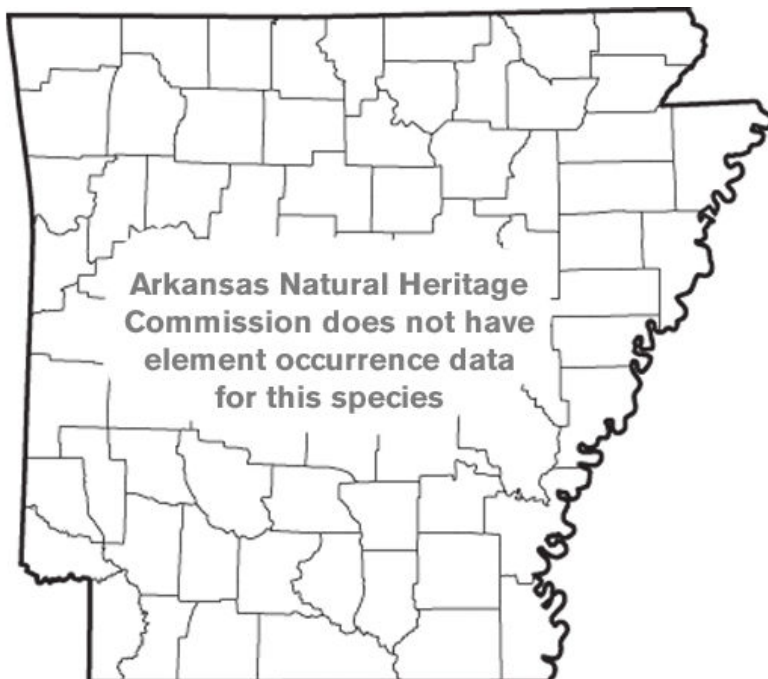 Arkansas Natural Heritage
Commission does not have
element occurrence data
for this species